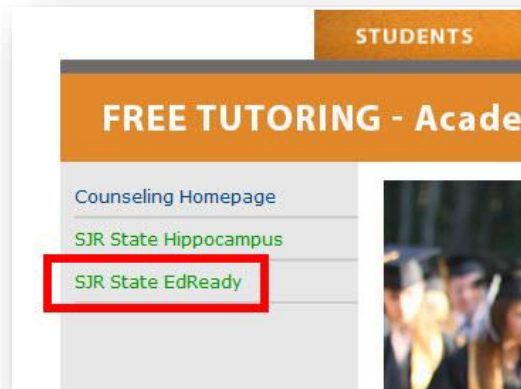 STUDENTS
FREE TUTORING - Acade
Counseling Homepage
SJR State Hippocampus
SJR State EdReady